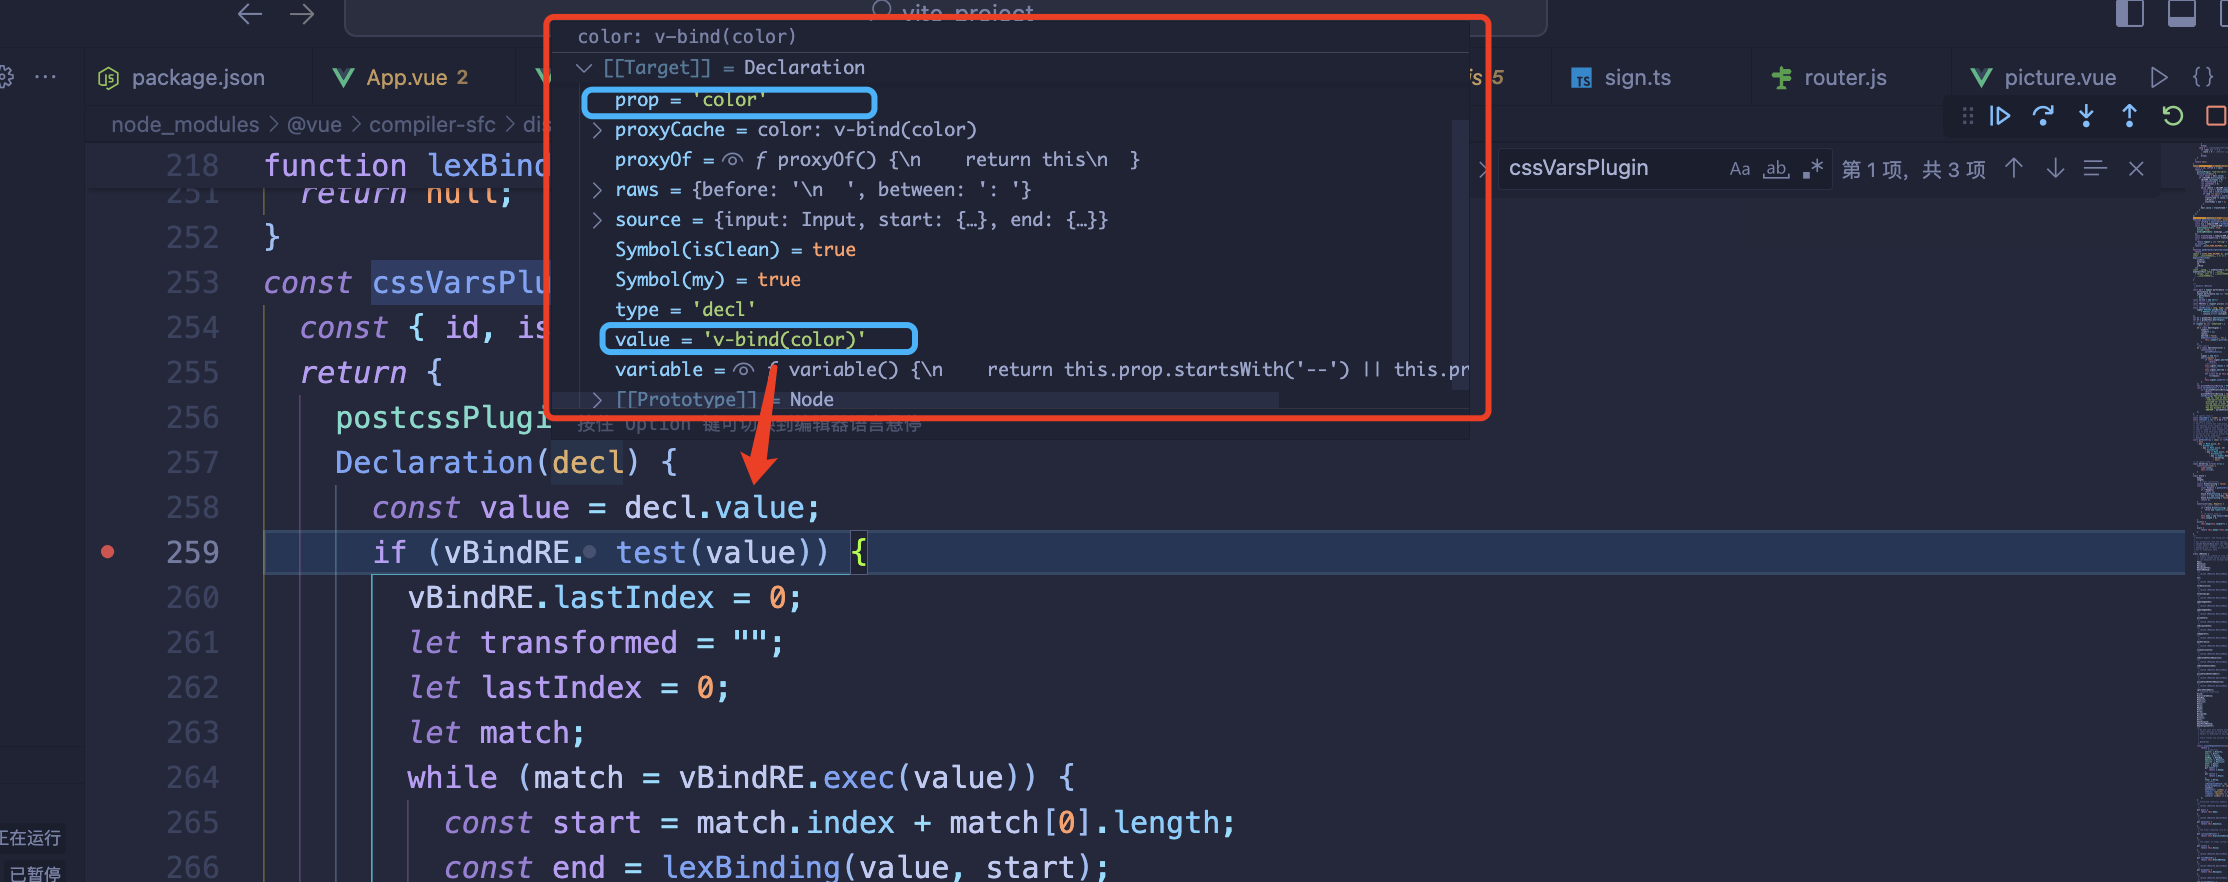 vite-project
package.json
App.vue 2
is 5
sign.ts
router.js
picture.vue
node_modules > @vue > compiler-sfc > dis
color: v-bind(color)
[[Target]] = Declaration
prop = 'color'
proxyCache = color: v-bind(color)
proxyOf = ƒ proxyOf() {\n    return this\n  }
raws = {before: '\n  ', between: ': '}
source = {input: Input, start: {…}, end: {…}}
Symbol(isClean) = true
Symbol(my) = true
type = 'decl'
value = 'v-bind(color)'
variable = ƒ variable() {\n    return this.prop.startsWith('--') || this.pr
[[Prototype]] = Node
按住 Option 键可切换到编辑器语言悬停
cssVarsPlugin
Aa ab .*
第 1 项，共 3 项
218 function lexBind
251 return null;
252 }
253 const cssVarsPlu
254 const { id, is
255 return {
256 postcssPlugi
257 Declaration(decl) {
258 const value = decl.value;
259 if (vBindRE. test(value)) {
260 vBindRE.lastIndex = 0;
261 let transformed = "";
262 let lastIndex = 0;
263 let match;
264 while (match = vBindRE.exec(value)) {
265 const start = match.index + match[0].length;
266 const end = lexBinding(value, start);
正在运行
已暂停